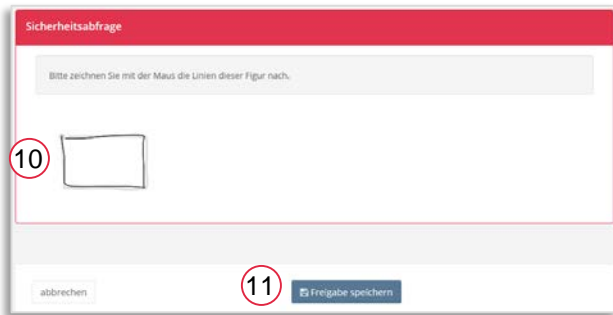 Sicherheitsabfrage
Bitte zeichnen Sie mit der Maus die Linien dieser Figur nach.
10
abbrechen
11
Freigabe speichern